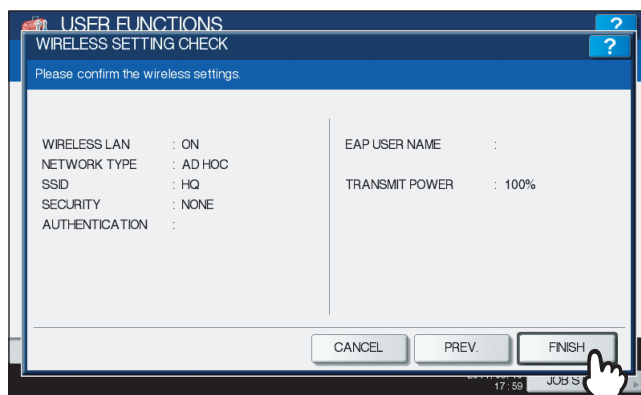 USER FUNCTIONS
?
WIRELESS SETTING CHECK
?
Please confirm the wireless settings.
WIRELESS LAN : ON
NETWORK TYPE : AD HOC
SSID : HQ
SECURITY : NONE
AUTHENTICATION :
EAP USER NAME :
TRANSMIT POWER : 100%
CANCEL
PREV.
FINISH
17 : 59
JOB S